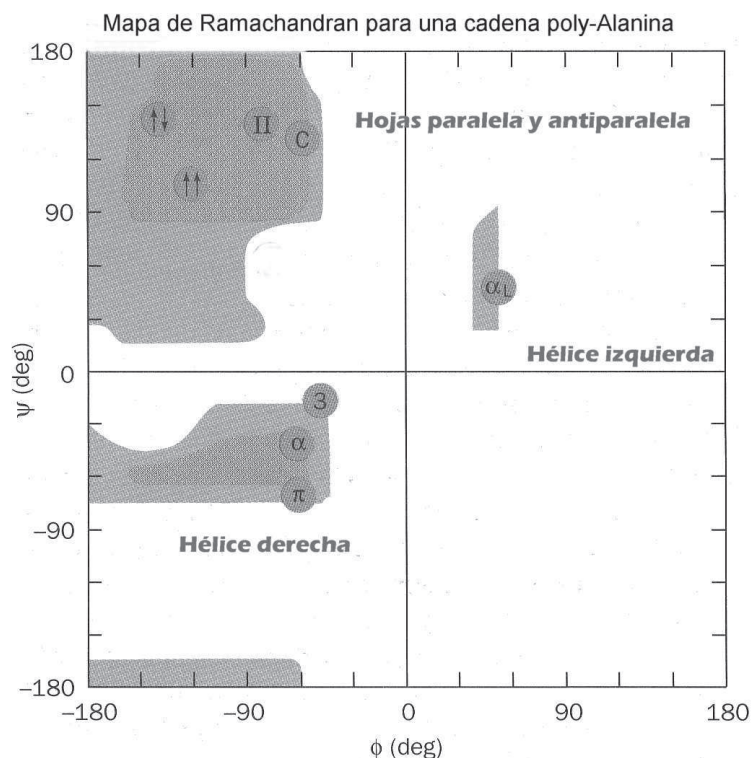 Mapa de Ramachandran para una cadena poly-Alanina
180
↑↓
II
C
Hojas paralela y antiparalela
↑↑
90
αL
Hélice izquierda
0
3
α
π
–90
Hélice derecha
–180
–180
–90
0
90
180
ψ (deg)
ϕ (deg)